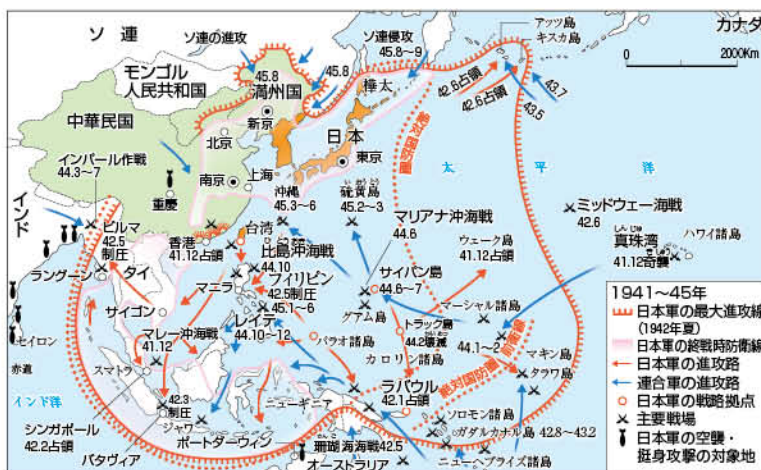 ソ連
ソ連の進攻
モンゴル
人民共和国
45.8
満州国
新京
45.8
ソ連侵攻
45.8~9
樺太
アッツ島
キスカ島
カナダ
0
2000Km
42.6占領
42.6占領
43.7
43.5
中華民国
北京
日本
東京
絶対国防圏
太平洋
インパール作戦
44.3~7
南京
上海
重慶
沖縄
45.3~6
硫黄島
いおうとう
45.2~3
マリアナ沖海戦
44.6
ミッドウェー海戦
42.6
真珠湾
しんじゅ
41.12奇襲
ハワイ諸島
インド
ビルマ
42.5
制圧
香港
41.12占領
台湾
比島沖海戦
44.10
ラングーン
タイ
マニラ
フィリピン
42.5制圧
45.1~6
サイパン島
44.6~7
グアム島
ウェーク島
41.12占領
サイゴン
マレー沖海戦
41.12
レイテ
44.10~12
パラオ諸島
トラック島
44.2壊滅
カロリン諸島
マーシャル諸島
44.1~2
マキン島
タラワ島
絶対国防圏
防衛線
セイロン
赤道
インド洋
スマトラ
シンガポール
42.2占領
42.3
制圧
ジャワ
バタヴィア
ポートダーウィン
ニューギニア
ラバウル
42.1占領
ソロモン諸島
ガダルカナル島 42.8~43.2
珊瑚海海戦42.5
オーストラリア
ニューヘブライズ諸島
1941~45年
日本軍の最大進攻線
(1942年夏)
日本軍の終戦時防衛線
日本軍の進攻路
連合軍の進攻路
日本軍の戦略拠点
主要戦場
日本軍の空襲・
挺身攻撃の対象地